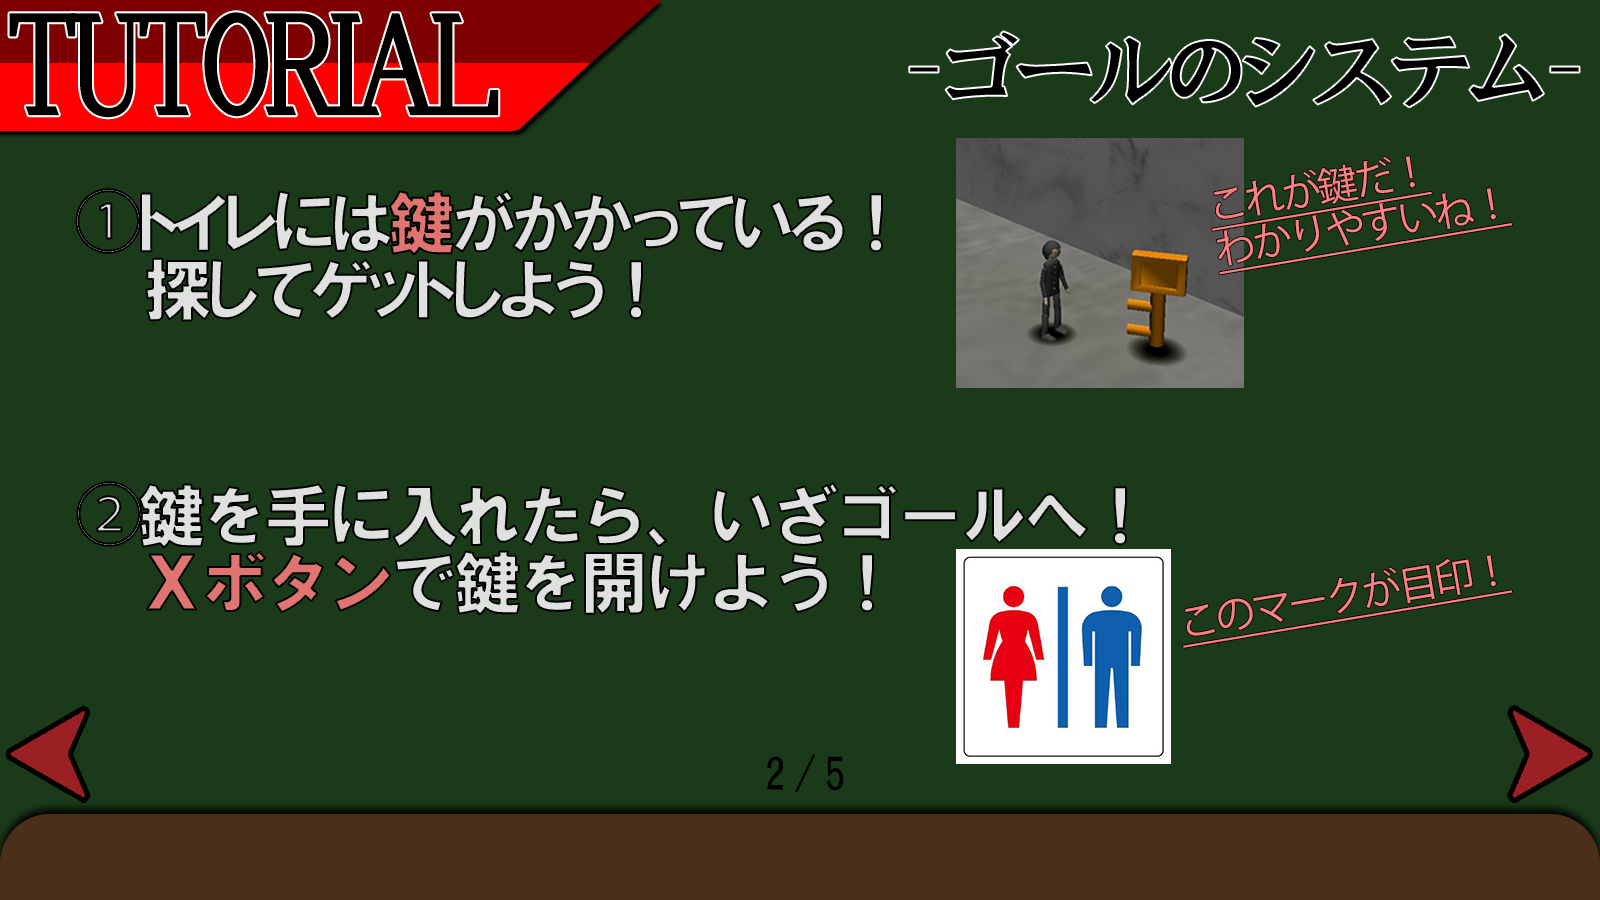 TUTORIAL
-ゴールのシステム-
①トイレには鍵がかかっている！
探してゲットしよう！
これが鍵だ！
わかりやすいね！
②鍵を手に入れたら、いざゴールへ！
Xボタンで鍵を開けよう！
このマークが目印！
2/5